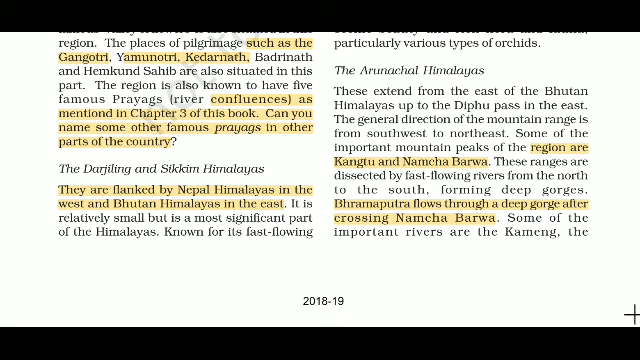 region. The places of pilgrimage such as the
Gangotri, Yamunotri, Kedarnath, Badrinath
and Hemkund Sahib are also situated in this
part. The region is also known to have five
famous Prayags (river confluences) as
mentiond in Chapter 3 of this book. Can you
name some other famous prayags in other
parts of the country?
The Darjiling and Sikkim Himalayas
They are flanked by Nepal Himalayas in the
west and Bhutan Himalayas in the east. It is
relatively small but is a most significant part
of the Himalayas. Known for its fast-flowing
particularly various types of orchids.
The Arunachal Himalayas
These extend from the east of the Bhutan
Himalayas up to the Diphu pass in the east.
The general direction of the mountain range is
from southwest to northeast. Some of the
important mountain peaks of the region are
Kangtu and Namcha Barwa. These ranges are
dissected by fast-flowing rivers from the north
to the south, forming deep gorges.
Bhramaputra flows through a deep gorge after
crossing Namcha Barwa. Some of the
important rivers are the Kameng, the
2018-19